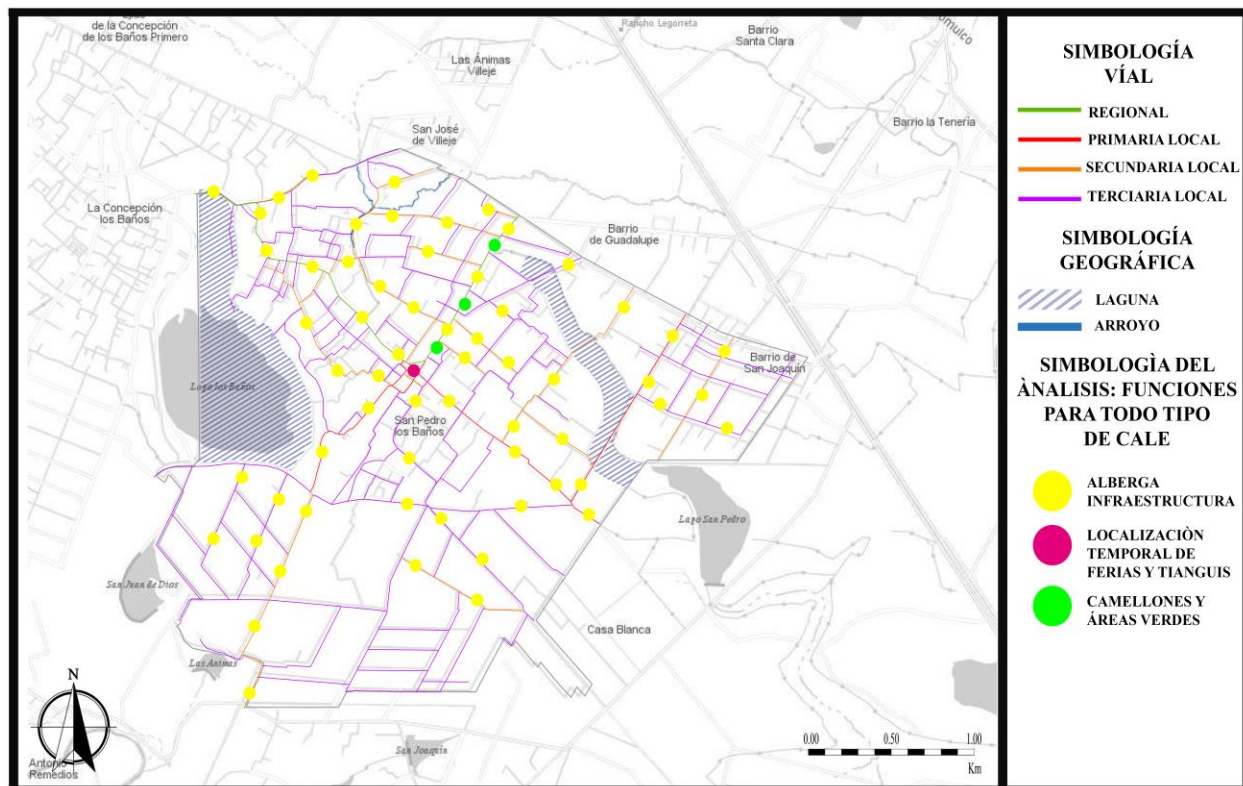 de la Concepción
de los Baños Primero
Rancho Legorreta
Barrio
Santa Clara
Las Ánimas
Villeje
San José
de Villeje
Barrio la Tenería
La Concepción
los Baños
Barrio
de Guadalupe
Barrio de
San Joaquín
Lago los Baños
San Pedro
los Baños
Lago San Pedro
San Juan de Dios
Casa Blanca
Las Animas
San Joaquín
Antonio
Remedios
N
0.00 0.50 1.00
Km
SIMBOLOGÍA
VÍAL
REGIONAL
PRIMARIA LOCAL
SECUNDARIA LOCAL
TERCIARIA LOCAL
SIMBOLOGÍA
GEOGRÁFICA
LAGUNA
ARROYO
SIMBOLOGÌA DEL
ÀNALISIS: FUNCIONES
PARA TODO TIPO
DE CALE
ALBERGA
INFRAESTRUCTURA
LOCALIZACIÒN
TEMPORAL DE
FERIAS Y TIANGUIS
CAMELLONES Y
ÁREAS VERDES